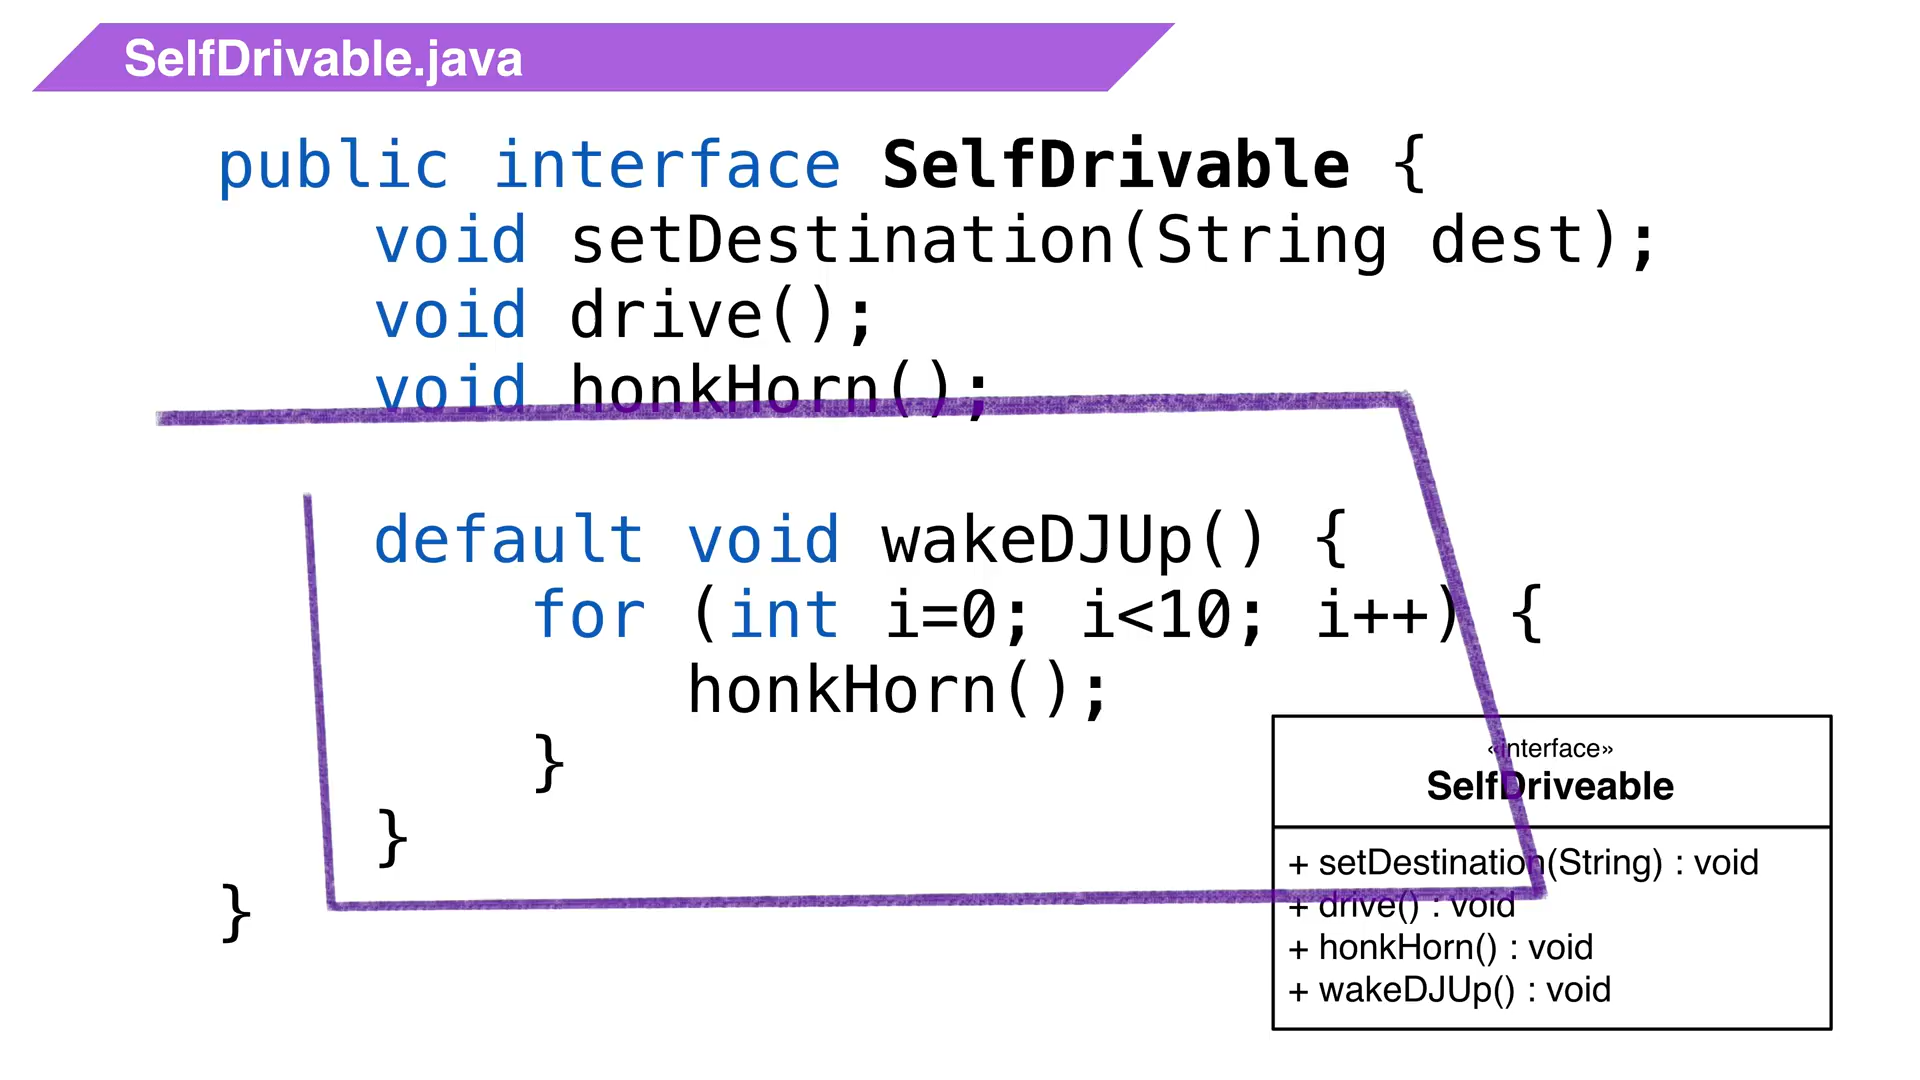 SelfDrivable.java
public interface SelfDrivable {
    void setDestination(String dest);
    void drive();
    void honkHorn();
    default void wakeDJUp() {
        for (int i=0; i<10; i++) {
            honkHorn();
        }
    }
}
«interface»
SelfDriveable
+ setDestination(String) : void
+ drive() : void
+ honkHorn() : void
+ wakeDJUp() : void